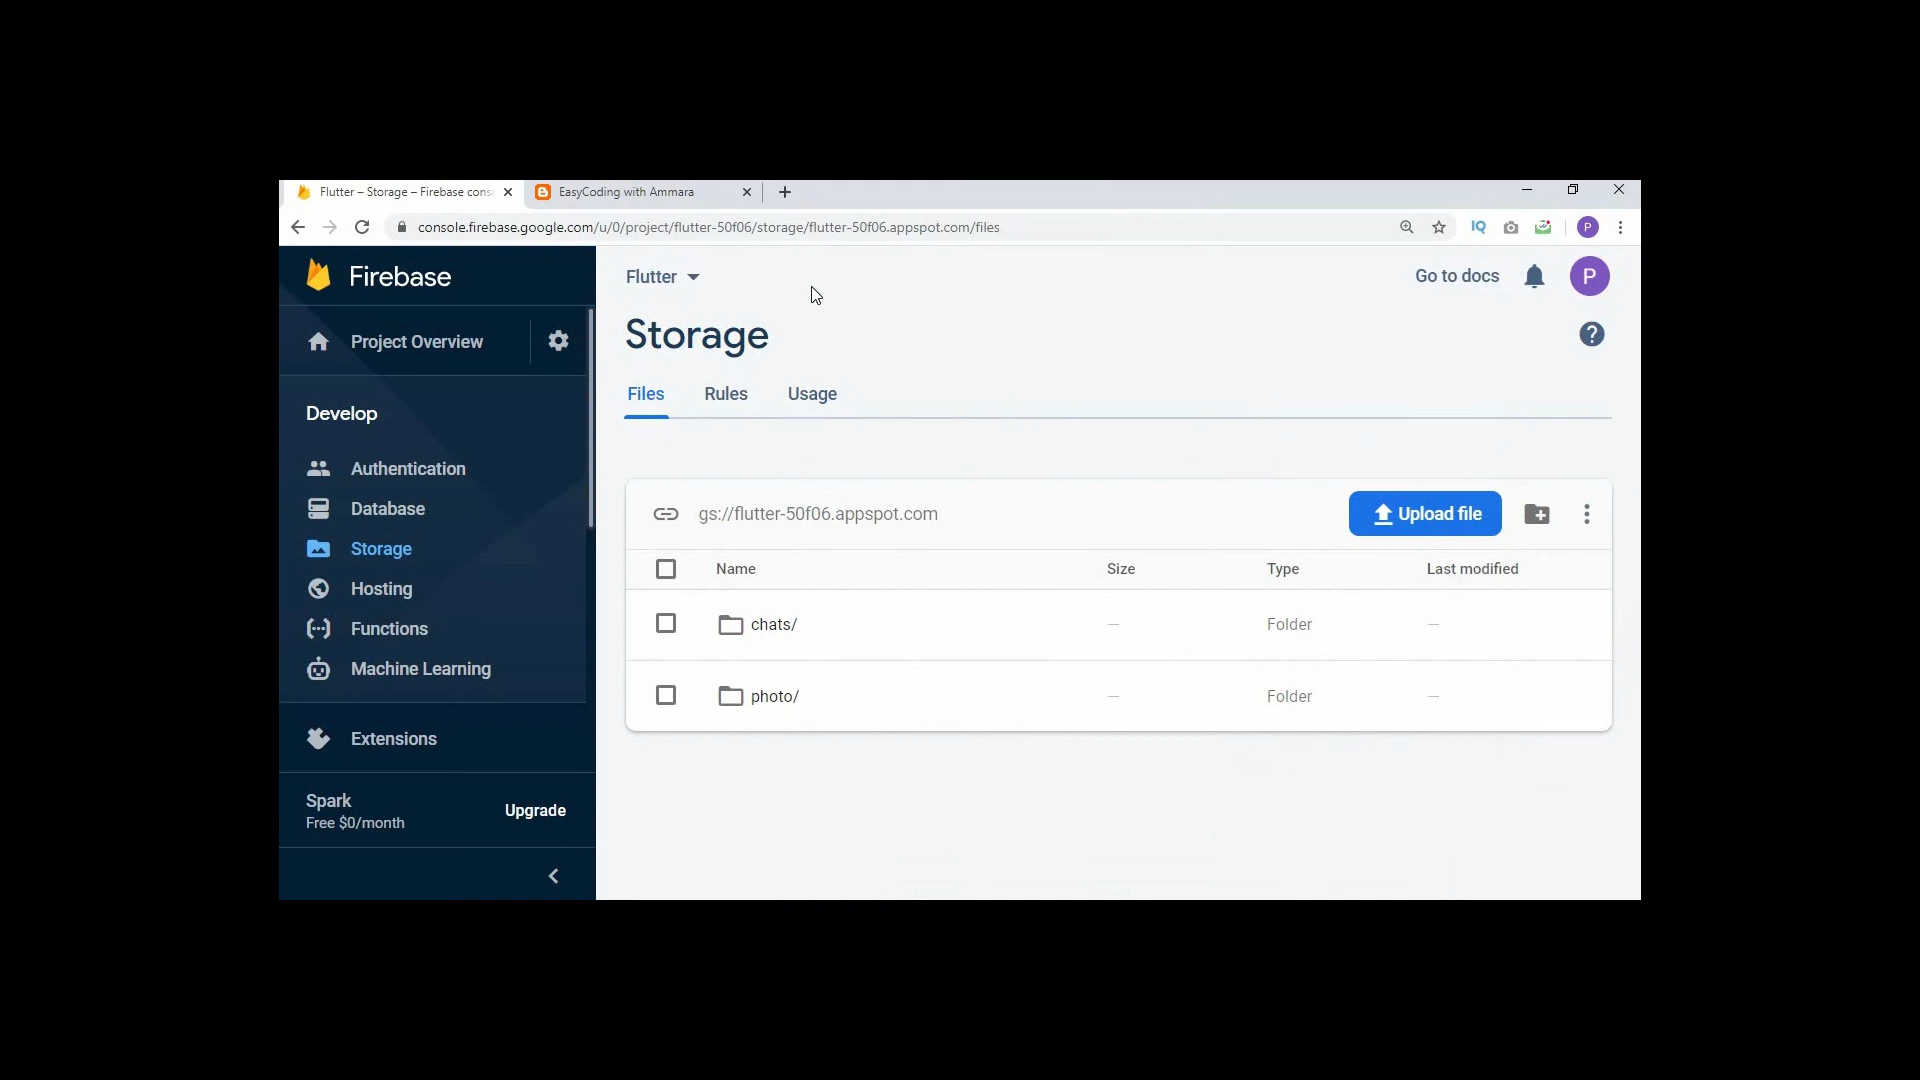 Flutter – Storage – Firebase cons
EasyCoding with Ammara
console.firebase.google.com/u/0/project/flutter-50f06/storage/flutter-50f06.appspot.com/files
IQ
P
Firebase
Flutter
Go to docs
P
Project Overview
Storage
?
Files
Rules
Usage
Develop
Authentication
Database
Storage
Hosting
Functions
Machine Learning
Extensions
Spark
Free $0/month
Upgrade
gs://flutter-50f06.appspot.com
Upload file
Name
Size
Type
Last modified
chats/
—
Folder
—
photo/
—
Folder
—